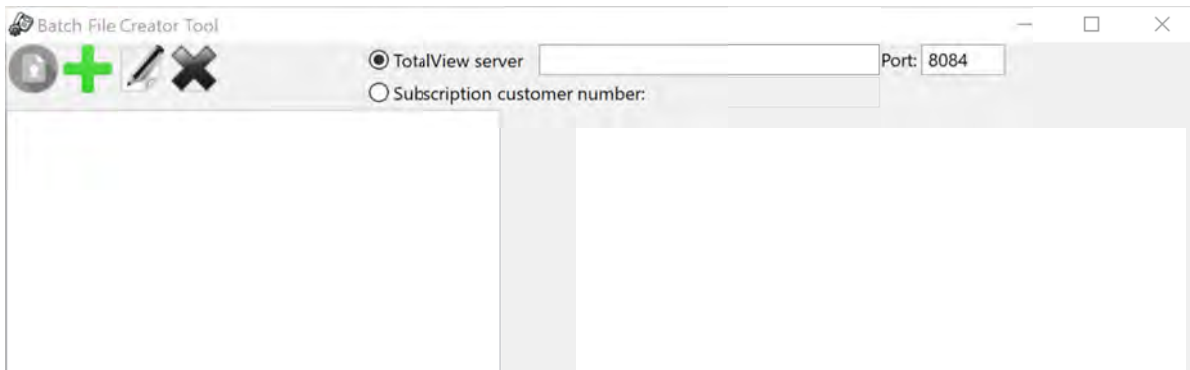 Batch File Creator Tool
TotalView server Port: 8084
Subscription customer number: